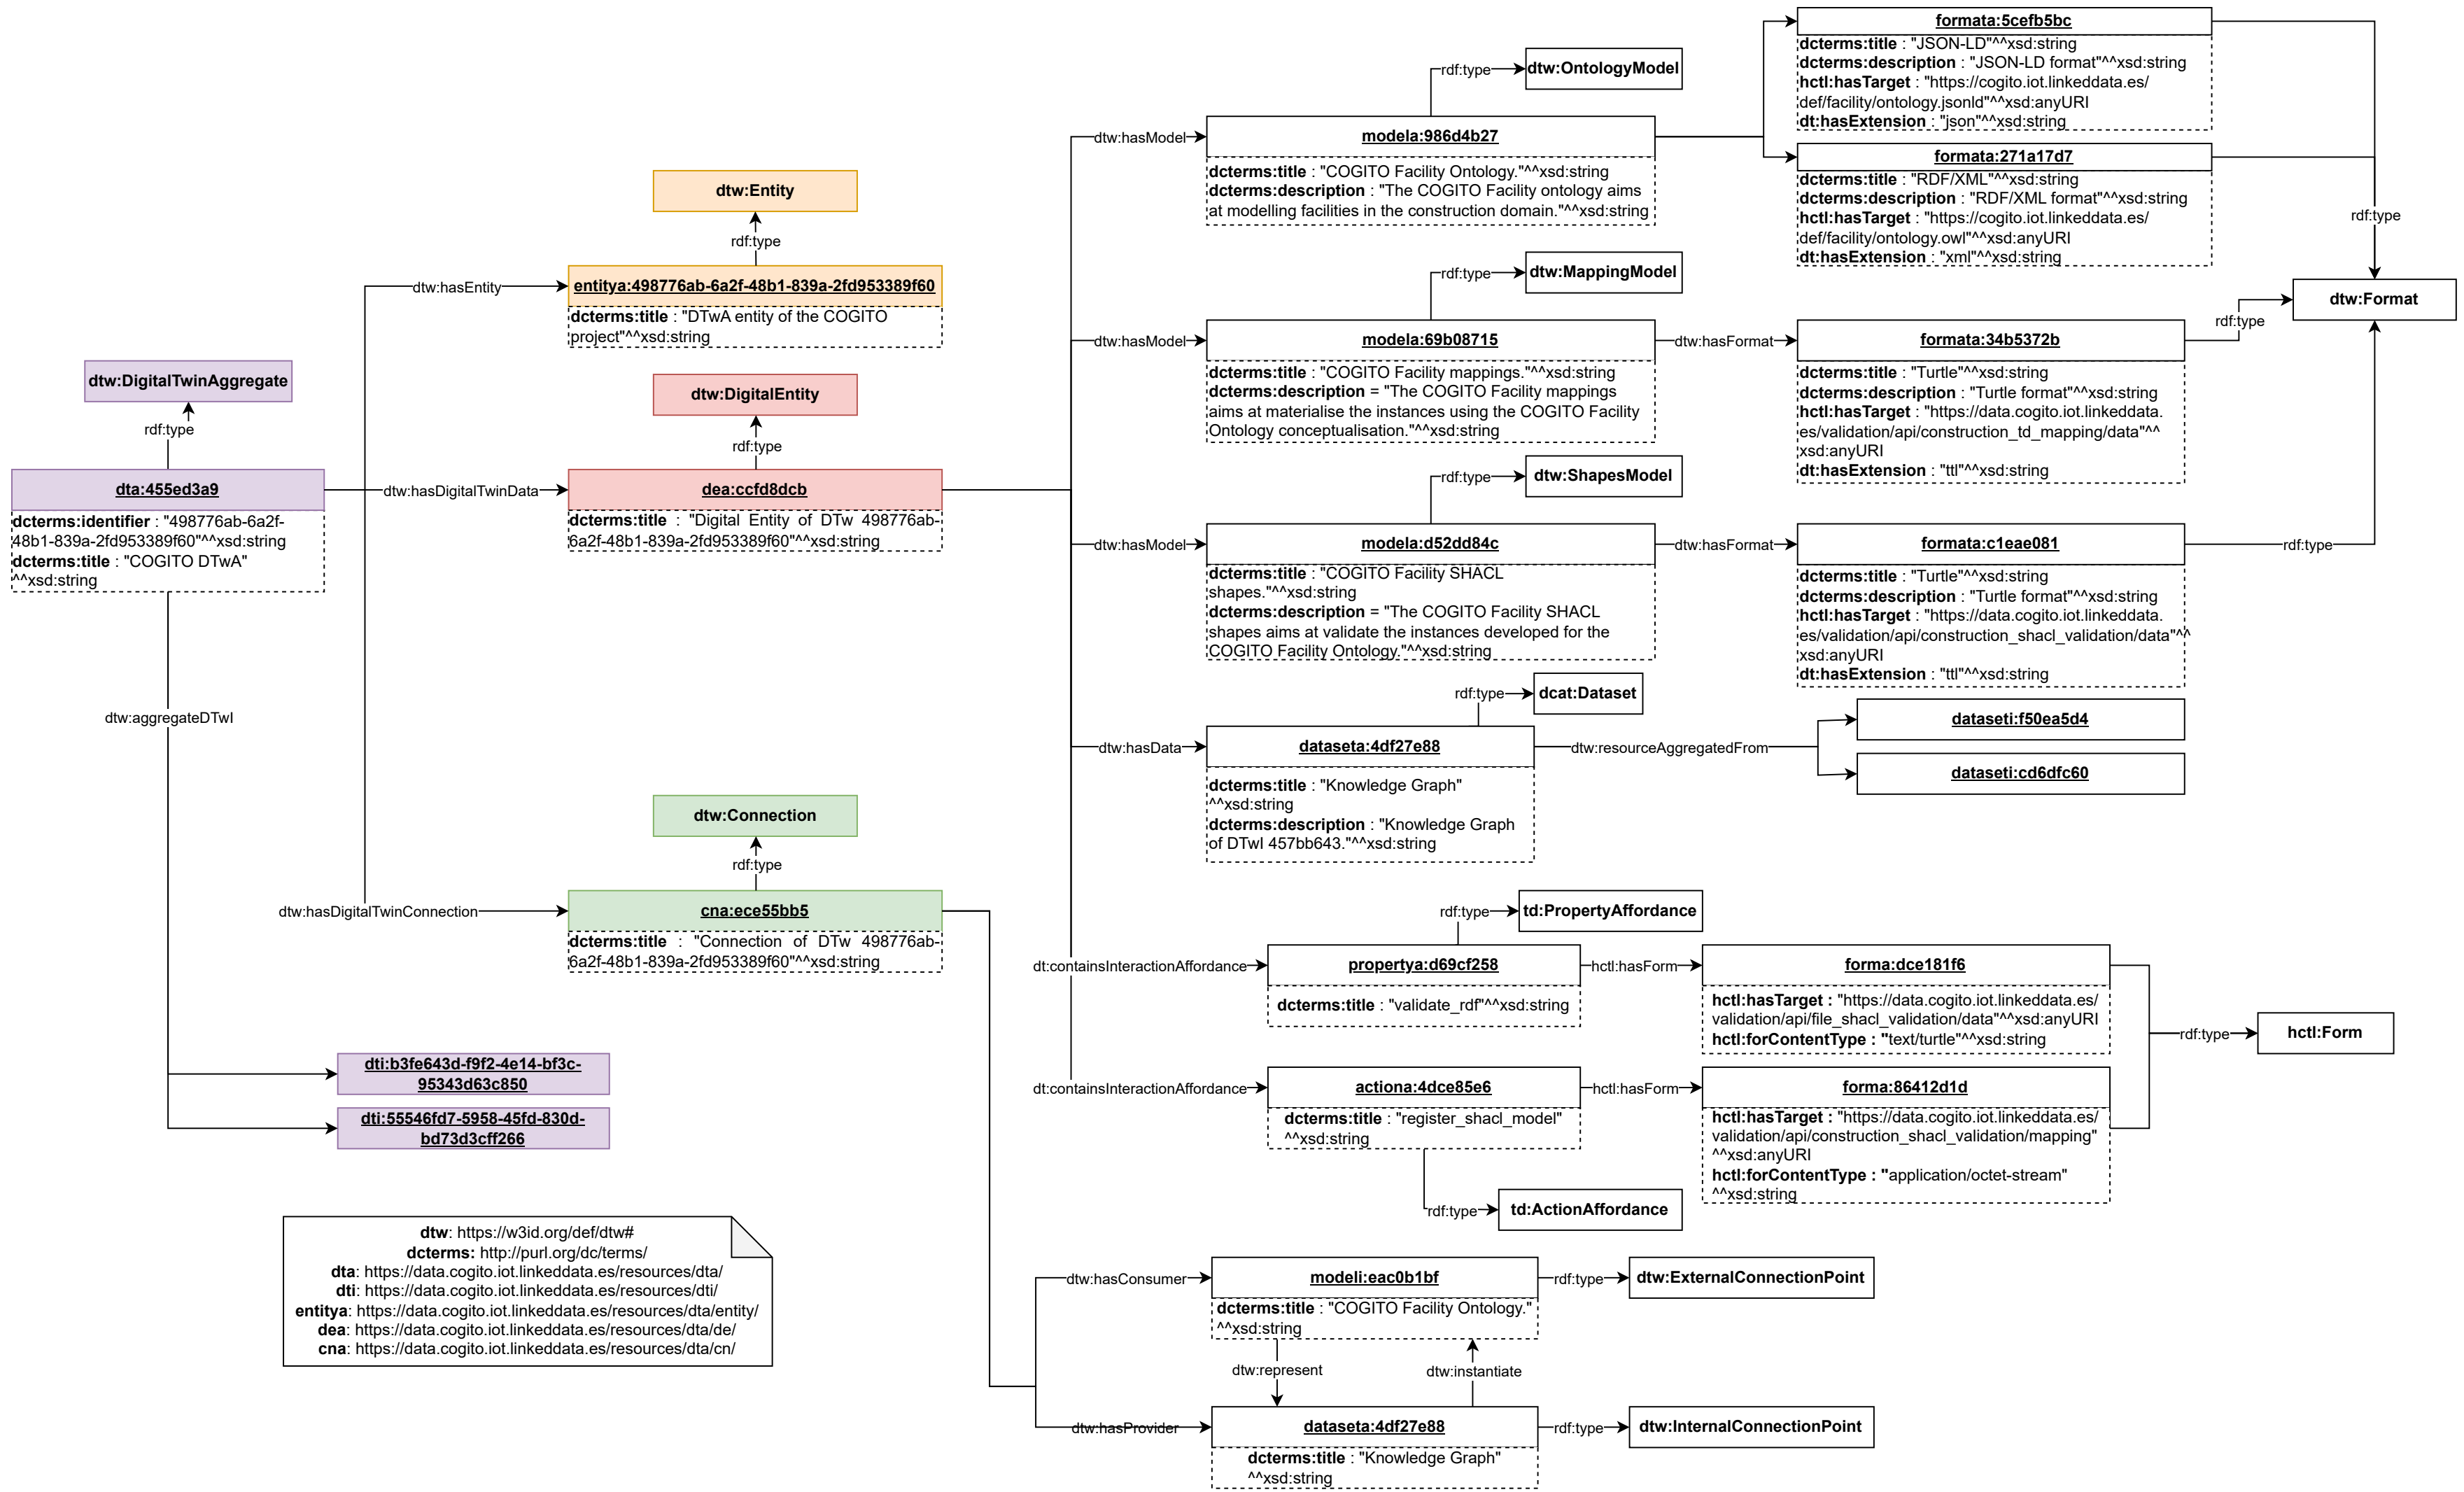 dtw:DigitalTwinAggregate
rdf:type
dta:455ed3a9
dcterms:identifier : "498776ab-6a2f-
48b1-839a-2fd953389f60"^^xsd:string
dcterms:title : "COGITO DTwA"
^^xsd:string
dtw:aggregateDTwI
dti:b3fe643d-f9f2-4e14-bf3c-
95343d63c850
dti:55546fd7-5958-45fd-830d-
bd73d3cff266
dtw:hasEntity
dtw:Entity
rdf:type
entitya:498776ab-6a2f-48b1-839a-2fd953389f60
dcterms:title : "DTwA entity of the COGITO
project"^^xsd:string
dtw:hasDigitalTwinData
dtw:DigitalEntity
rdf:type
dea:ccfd8dcb
dcterms:title : "Digital Entity of DTw 498776ab-
6a2f-48b1-839a-2fd953389f60"^^xsd:string
dtw:hasDigitalTwinConnection
dtw:Connection
rdf:type
cna:ece55bb5
dcterms:title : "Connection of DTw 498776ab-
6a2f-48b1-839a-2fd953389f60"^^xsd:string
dtw:hasModel
rdf:type
dtw:OntologyModel
modela:986d4b27
dcterms:title : "COGITO Facility Ontology."^^xsd:string
dcterms:description : "The COGITO Facility ontology aims
at modelling facilities in the construction domain."^^xsd:string
formata:5cefb5bc
dcterms:title : "JSON-LD"^^xsd:string
dcterms:description : "JSON-LD format"^^xsd:string
hctl:hasTarget : "https://cogito.iot.linkeddata.es/
def/facility/ontology.jsonld"^^xsd:anyURI
dt:hasExtension : "json"^^xsd:string
formata:271a17d7
dcterms:title : "RDF/XML"^^xsd:string
dcterms:description : "RDF/XML format"^^xsd:string
hctl:hasTarget : "https://cogito.iot.linkeddata.es/
def/facility/ontology.owl"^^xsd:anyURI
dt:hasExtension : "xml"^^xsd:string
rdf:type
dtw:Format
dtw:hasModel
rdf:type
dtw:MappingModel
modela:69b08715
dcterms:title : "COGITO Facility mappings."^^xsd:string
dcterms:description = "The COGITO Facility mappings
aims at materialise the instances using the COGITO Facility
Ontology conceptualisation."^^xsd:string
dtw:hasFormat
formata:34b5372b
dcterms:title : "Turtle"^^xsd:string
dcterms:description : "Turtle format"^^xsd:string
hctl:hasTarget : "https://data.cogito.iot.linkeddata.
es/validation/api/construction_td_mapping/data"^^
xsd:anyURI
dt:hasExtension : "ttl"^^xsd:string
rdf:type
dtw:hasModel
rdf:type
dtw:ShapesModel
modela:d52dd84c
dcterms:title : "COGITO Facility SHACL
shapes."^^xsd:string
dcterms:description = "The COGITO Facility SHACL
shapes aims at validate the instances developed for the
COGITO Facility Ontology."^^xsd:string
dtw:hasFormat
formata:c1eae081
dcterms:title : "Turtle"^^xsd:string
dcterms:description : "Turtle format"^^xsd:string
hctl:hasTarget : "https://data.cogito.iot.linkeddata.
es/validation/api/construction_shacl_validation/data"^^
xsd:anyURI
dt:hasExtension : "ttl"^^xsd:string
rdf:type
dtw:hasData
rdf:type
dcat:Dataset
dataseta:4df27e88
dcterms:title : "Knowledge Graph"
^^xsd:string
dcterms:description : "Knowledge Graph
of DTwI 457bb643."^^xsd:string
dtw:resourceAggregatedFrom
dataseti:f50ea5d4
dataseti:cd6dfc60
dt:containsInteractionAffordance
rdf:type
td:PropertyAffordance
propertya:d69cf258
dcterms:title : "validate_rdf"^^xsd:string
hctl:hasForm
forma:dce181f6
hctl:hasTarget : "https://data.cogito.iot.linkeddata.es/
validation/api/file_shacl_validation/data"^^xsd:anyURI
hctl:forContentType : "text/turtle"^^xsd:string
rdf:type
hctl:Form
dt:containsInteractionAffordance
actiona:4dce85e6
dcterms:title : "register_shacl_model"
^^xsd:string
rdf:type
td:ActionAffordance
hctl:hasForm
forma:86412d1d
hctl:hasTarget : "https://data.cogito.iot.linkeddata.es/
validation/api/construction_shacl_validation/mapping"
^^xsd:anyURI
hctl:forContentType : "application/octet-stream"
^^xsd:string
dtw:hasConsumer
modeli:eac0b1bf
dcterms:title : "COGITO Facility Ontology."
^^xsd:string
rdf:type
dtw:ExternalConnectionPoint
dtw:represent
dtw:instantiate
dtw:hasProvider
dataseta:4df27e88
dcterms:title : "Knowledge Graph"
^^xsd:string
rdf:type
dtw:InternalConnectionPoint
dtw: https://w3id.org/def/dtw#
dcterms: http://purl.org/dc/terms/
dta: https://data.cogito.iot.linkeddata.es/resources/dta/
dti: https://data.cogito.iot.linkeddata.es/resources/dti/
entitya: https://data.cogito.iot.linkeddata.es/resources/dta/entity/
dea: https://data.cogito.iot.linkeddata.es/resources/dta/de/
cna: https://data.cogito.iot.linkeddata.es/resources/dta/cn/